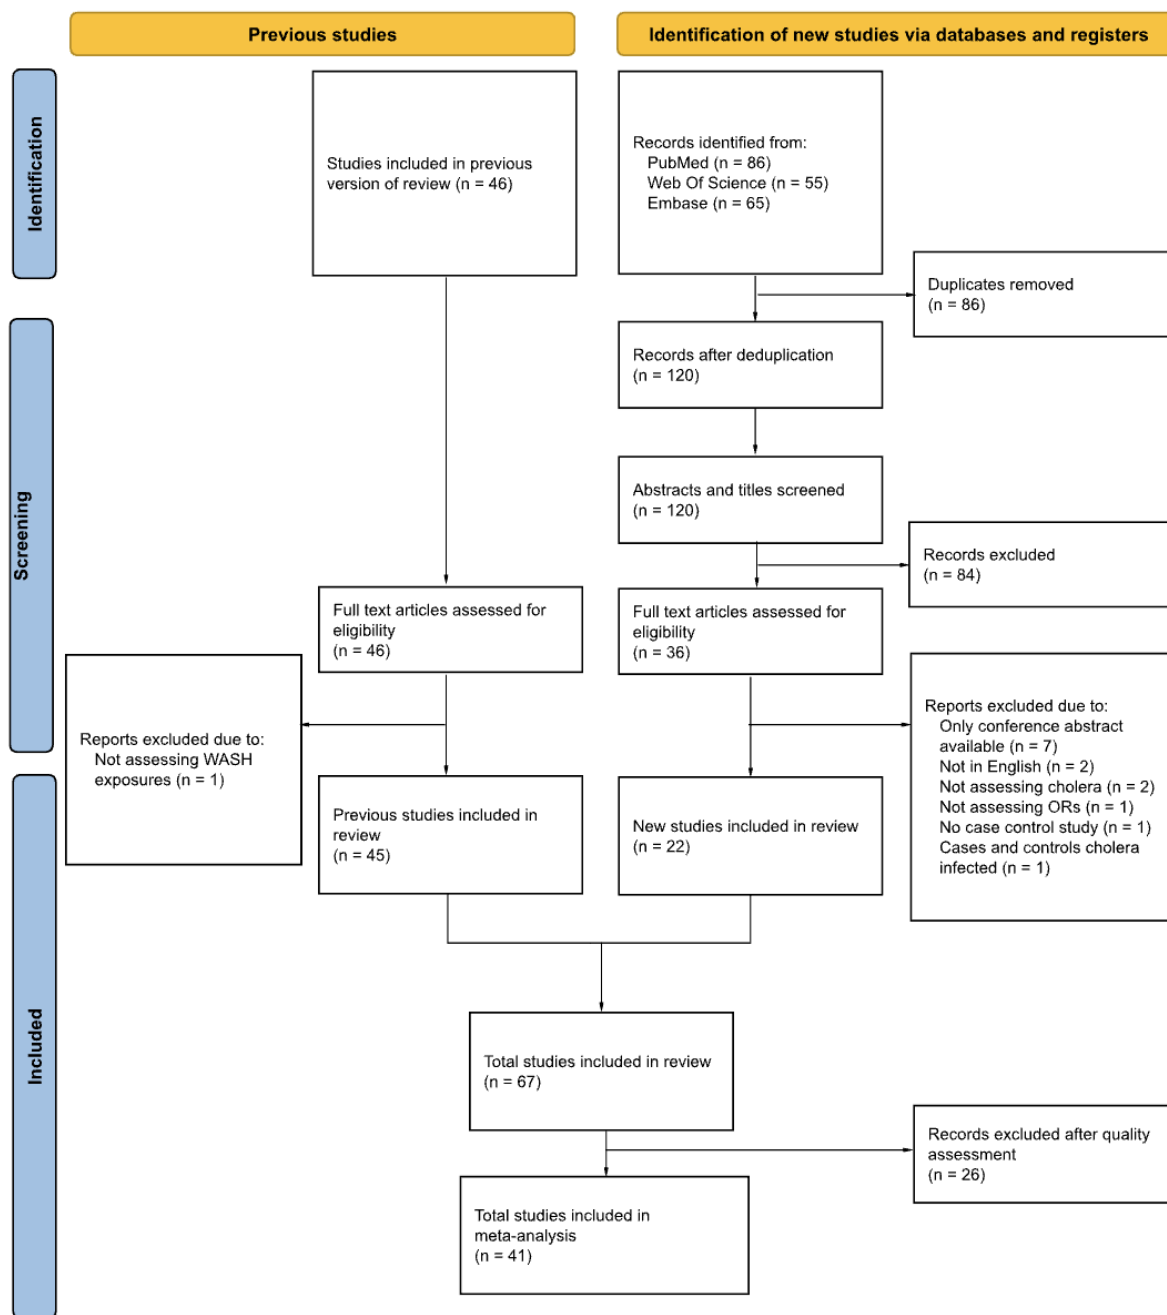 Previous studies
Identification of new studies via databases and registers
Identification
Studies included in previous
version of review (n = 46)
Records identified from:
PubMed (n = 86)
Web Of Science (n = 55)
Embase (n = 65)
Duplicates removed
(n = 86)
Records after deduplication
(n = 120)
Screening
Abstracts and titles screened
(n = 120)
Records excluded
(n = 84)
Full text articles assessed for
eligibility
(n = 46)
Full text articles assessed for
eligibility
(n = 36)
Reports excluded due to:
Not assessing WASH
exposures (n = 1)
Reports excluded due to:
Only conference abstract
available (n = 7)
Not in English (n = 2)
Not assessing cholera (n = 2)
Not assessing ORs (n = 1)
No case control study (n = 1)
Cases and controls cholera
infected (n = 1)
Included
Previous studies included in
review
(n = 45)
New studies included in review
(n = 22)
Total studies included in review
(n = 67)
Records excluded after quality
assessment
(n = 26)
Total studies included in
meta-analysis
(n = 41)